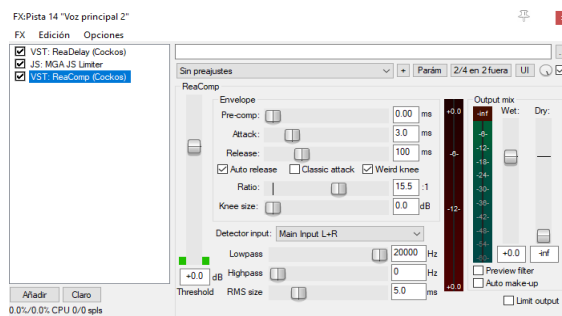 FX:Pista 14 "Voz principal 2"
FX Edición Opciones
VST: ReaDelay (Cockos)
JS: MGA JS Limiter
VST: ReaComp (Cockos)
Añadir Claro
0.0%/0.0% CPU 0/0 spls
Sin preajustes + Parám 2/4 en 2 fuera UI
ReaComp
Envelope
Pre-comp: 0.00 ms
Attack: 3.0 ms
Release: 100 ms
Auto release Classic attack Weird knee
Ratio: 15.5 :1
Knee size: 0.0 dB
Detector input: Main Input L+R
Lowpass 20000 Hz
Highpass 0 Hz
RMS size 5.0 ms
+0.0 dB
Threshold
+0.0
-6-
-12-
+0.0
Output mix
Wet: Dry:
-inf
-6-
-12-
-18-
-24-
-30-
-36-
-42-
-48-
-54-
-60-
+0.0 -inf
Preview filter
Auto make-up
Limit output